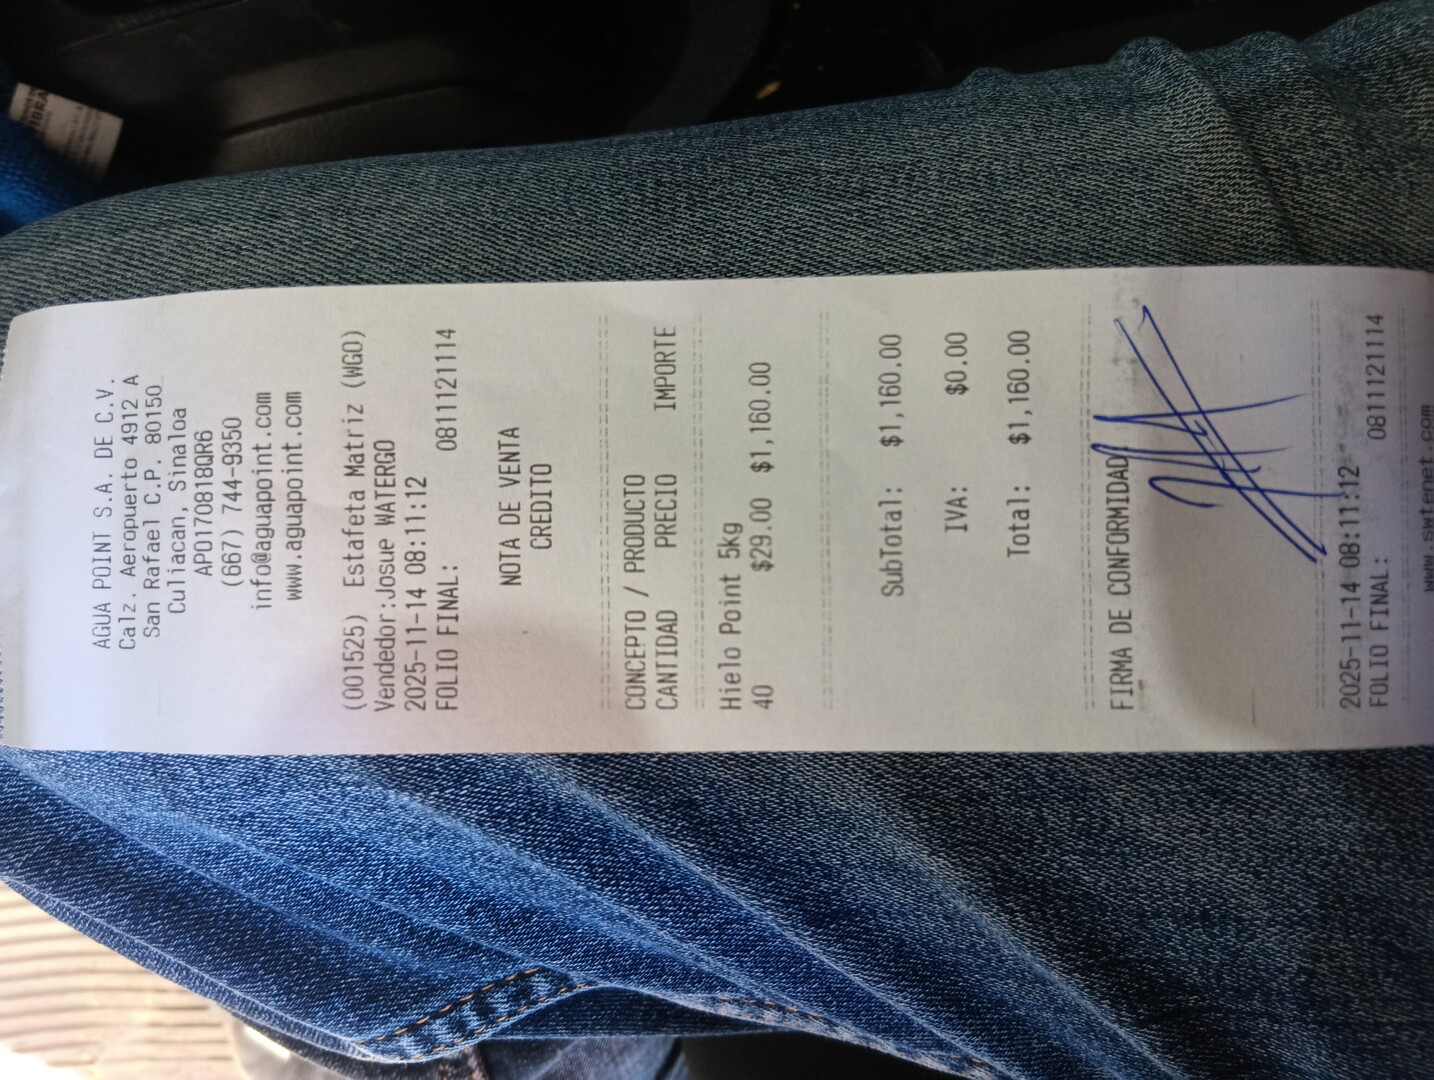 AGUA POINT S.A. DE C.V.
Calz. Aeropuerto 4912 A
San Rafael C.P. 80150
Culiacan, Sinaloa
APO170818QR6
(667) 744-9350
info@aguapoint.com
www.aguapoint.com
(001525) Estafeta Matriz (WGO)
Vendedor:Josue WATERGO
2025-11-14 08:11:12
FOLIO FINAL: 0811121114
NOTA DE VENTA
CREDITO
CONCEPTO / PRODUCTO
CANTIDAD PRECIO IMPORTE
Hielo Point 5kg
40 $29.00 $1,160.00
SubTotal: $1,160.00
IVA: $0.00
Total: $1,160.00
FIRMA DE CONFORMIDAD
2025-11-14 08:11:12
FOLIO FINAL: 0811121114
www.swtenet.com